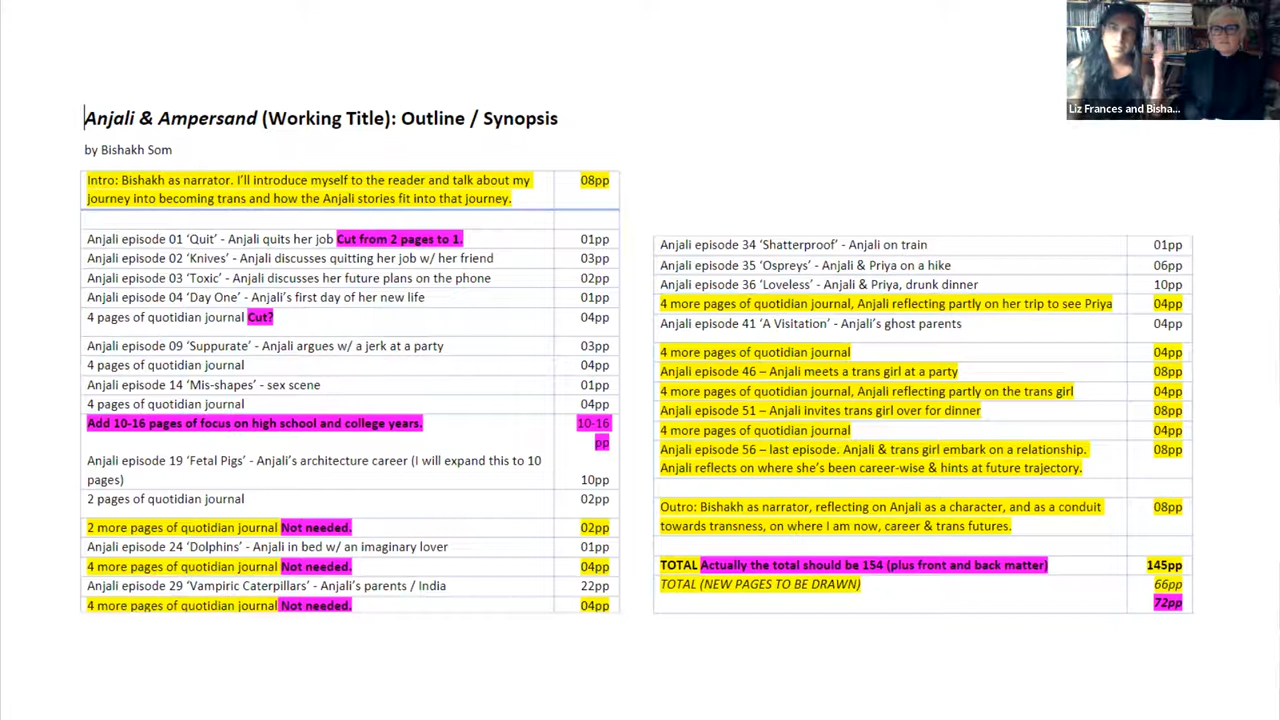 Liz Frances and Bisha...
Anjali & Ampersand (Working Title): Outline / Synopsis
by Bishakh Som
Intro: Bishakh as narrator. I'll introduce myself to the reader and talk about my 08pp
journey into becoming trans and how the Anjali stories fit into that journey.
Anjali episode 01 ‘Quit’ - Anjali quits her job Cut from 2 pages to 1. 01pp
Anjali episode 02 ‘Knives’ - Anjali discusses quitting her job w/ her friend 03pp
Anjali episode 03 ‘Toxic’ - Anjali discusses her future plans on the phone 02pp
Anjali episode 04 ‘Day One’ - Anjali’s first day of her new life 01pp
4 pages of quotidian journal Cut? 04pp
Anjali episode 09 ‘Suppurate’ - Anjali argues w/ a jerk at a party 03pp
4 pages of quotidian journal 04pp
Anjali episode 14 ‘Mis-shapes’ - sex scene 01pp
4 pages of quotidian journal 04pp
Add 10-16 pages of focus on high school and college years. 10-16
pp
Anjali episode 19 ‘Fetal Pigs’ - Anjali’s architecture career (I will expand this to 10
pages) 10pp
2 pages of quotidian journal 02pp
2 more pages of quotidian journal Not needed. 02pp
Anjali episode 24 ‘Dolphins’ - Anjali in bed w/ an imaginary lover 01pp
4 more pages of quotidian journal Not needed. 04pp
Anjali episode 29 ‘Vampiric Caterpillars’ - Anjali’s parents / India 22pp
4 more pages of quotidian journal Not needed. 04pp
Anjali episode 34 ‘Shatterproof’ - Anjali on train 01pp
Anjali episode 35 ‘Ospreys’ - Anjali & Priya on a hike 06pp
Anjali episode 36 ‘Loveless’ - Anjali & Priya, drunk dinner 10pp
4 more pages of quotidian journal, Anjali reflecting partly on her trip to see Priya 04pp
Anjali episode 41 ‘A Visitation’ - Anjali’s ghost parents 04pp
4 more pages of quotidian journal 04pp
Anjali episode 46 – Anjali meets a trans girl at a party 08pp
4 more pages of quotidian journal, Anjali reflecting partly on the trans girl 04pp
Anjali episode 51 – Anjali invites trans girl over for dinner 08pp
4 more pages of quotidian journal 04pp
Anjali episode 56 – last episode. Anjali & trans girl embark on a relationship. 08pp
Anjali reflects on where she’s been career-wise & hints at future trajectory.
Outro: Bishakh as narrator, reflecting on Anjali as a character, and as a conduit 08pp
towards transness, on where I am now, career & trans futures.
TOTAL Actually the total should be 154 (plus front and back matter) 145pp
TOTAL (NEW PAGES TO BE DRAWN) 66pp
72pp